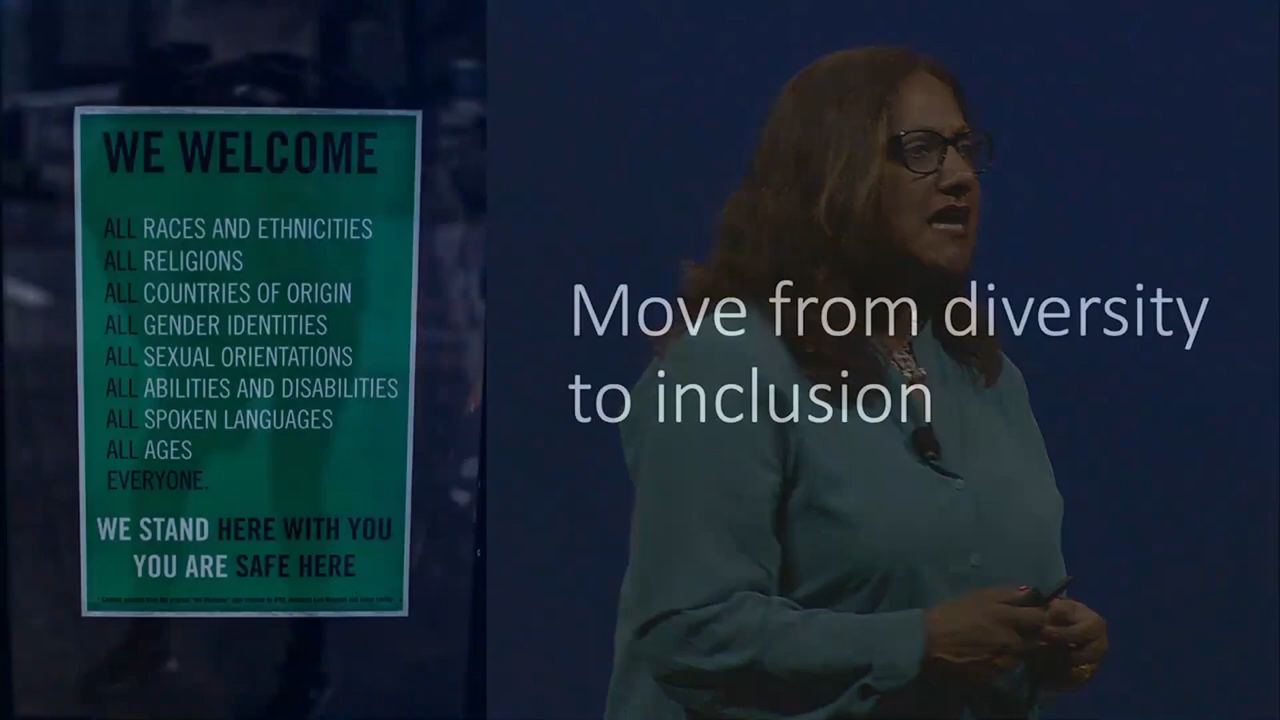 WE WELCOME
ALL RACES AND ETHNICITIES
ALL RELIGIONS
ALL COUNTRIES OF ORIGIN
ALL GENDER IDENTITIES
ALL SEXUAL ORIENTATIONS
ALL ABILITIES AND DISABILITIES
ALL SPOKEN LANGUAGES
ALL AGES
EVERYONE.
WE STAND HERE WITH YOU
YOU ARE SAFE HERE
Move from diversity
to inclusion